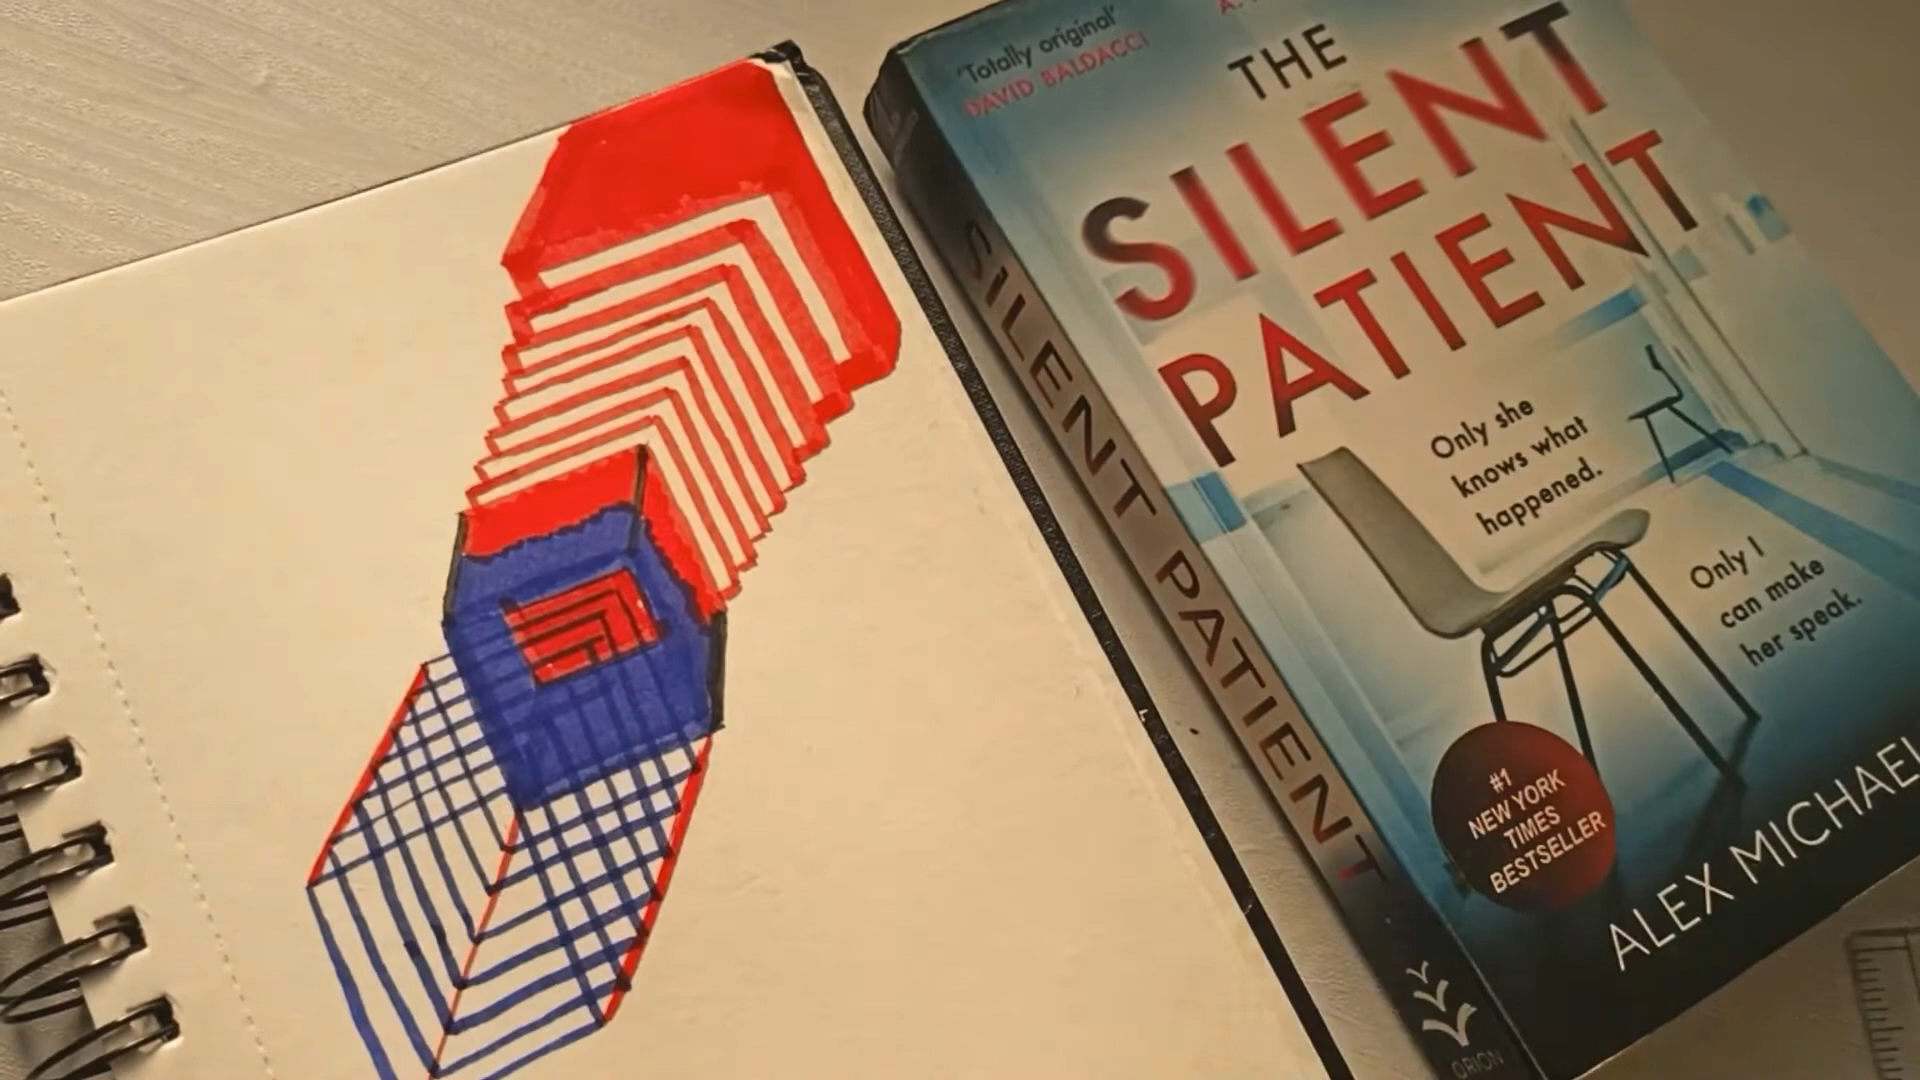 'Totally original'
DAVID BALDACCI
THE
SILENT
PATIENT
Only she
knows what
happened.
Only I
can make
her speak.
#1
NEW YORK
TIMES
BESTSELLER
ALEX MICHAEL
SILENT PATIENT
ORION